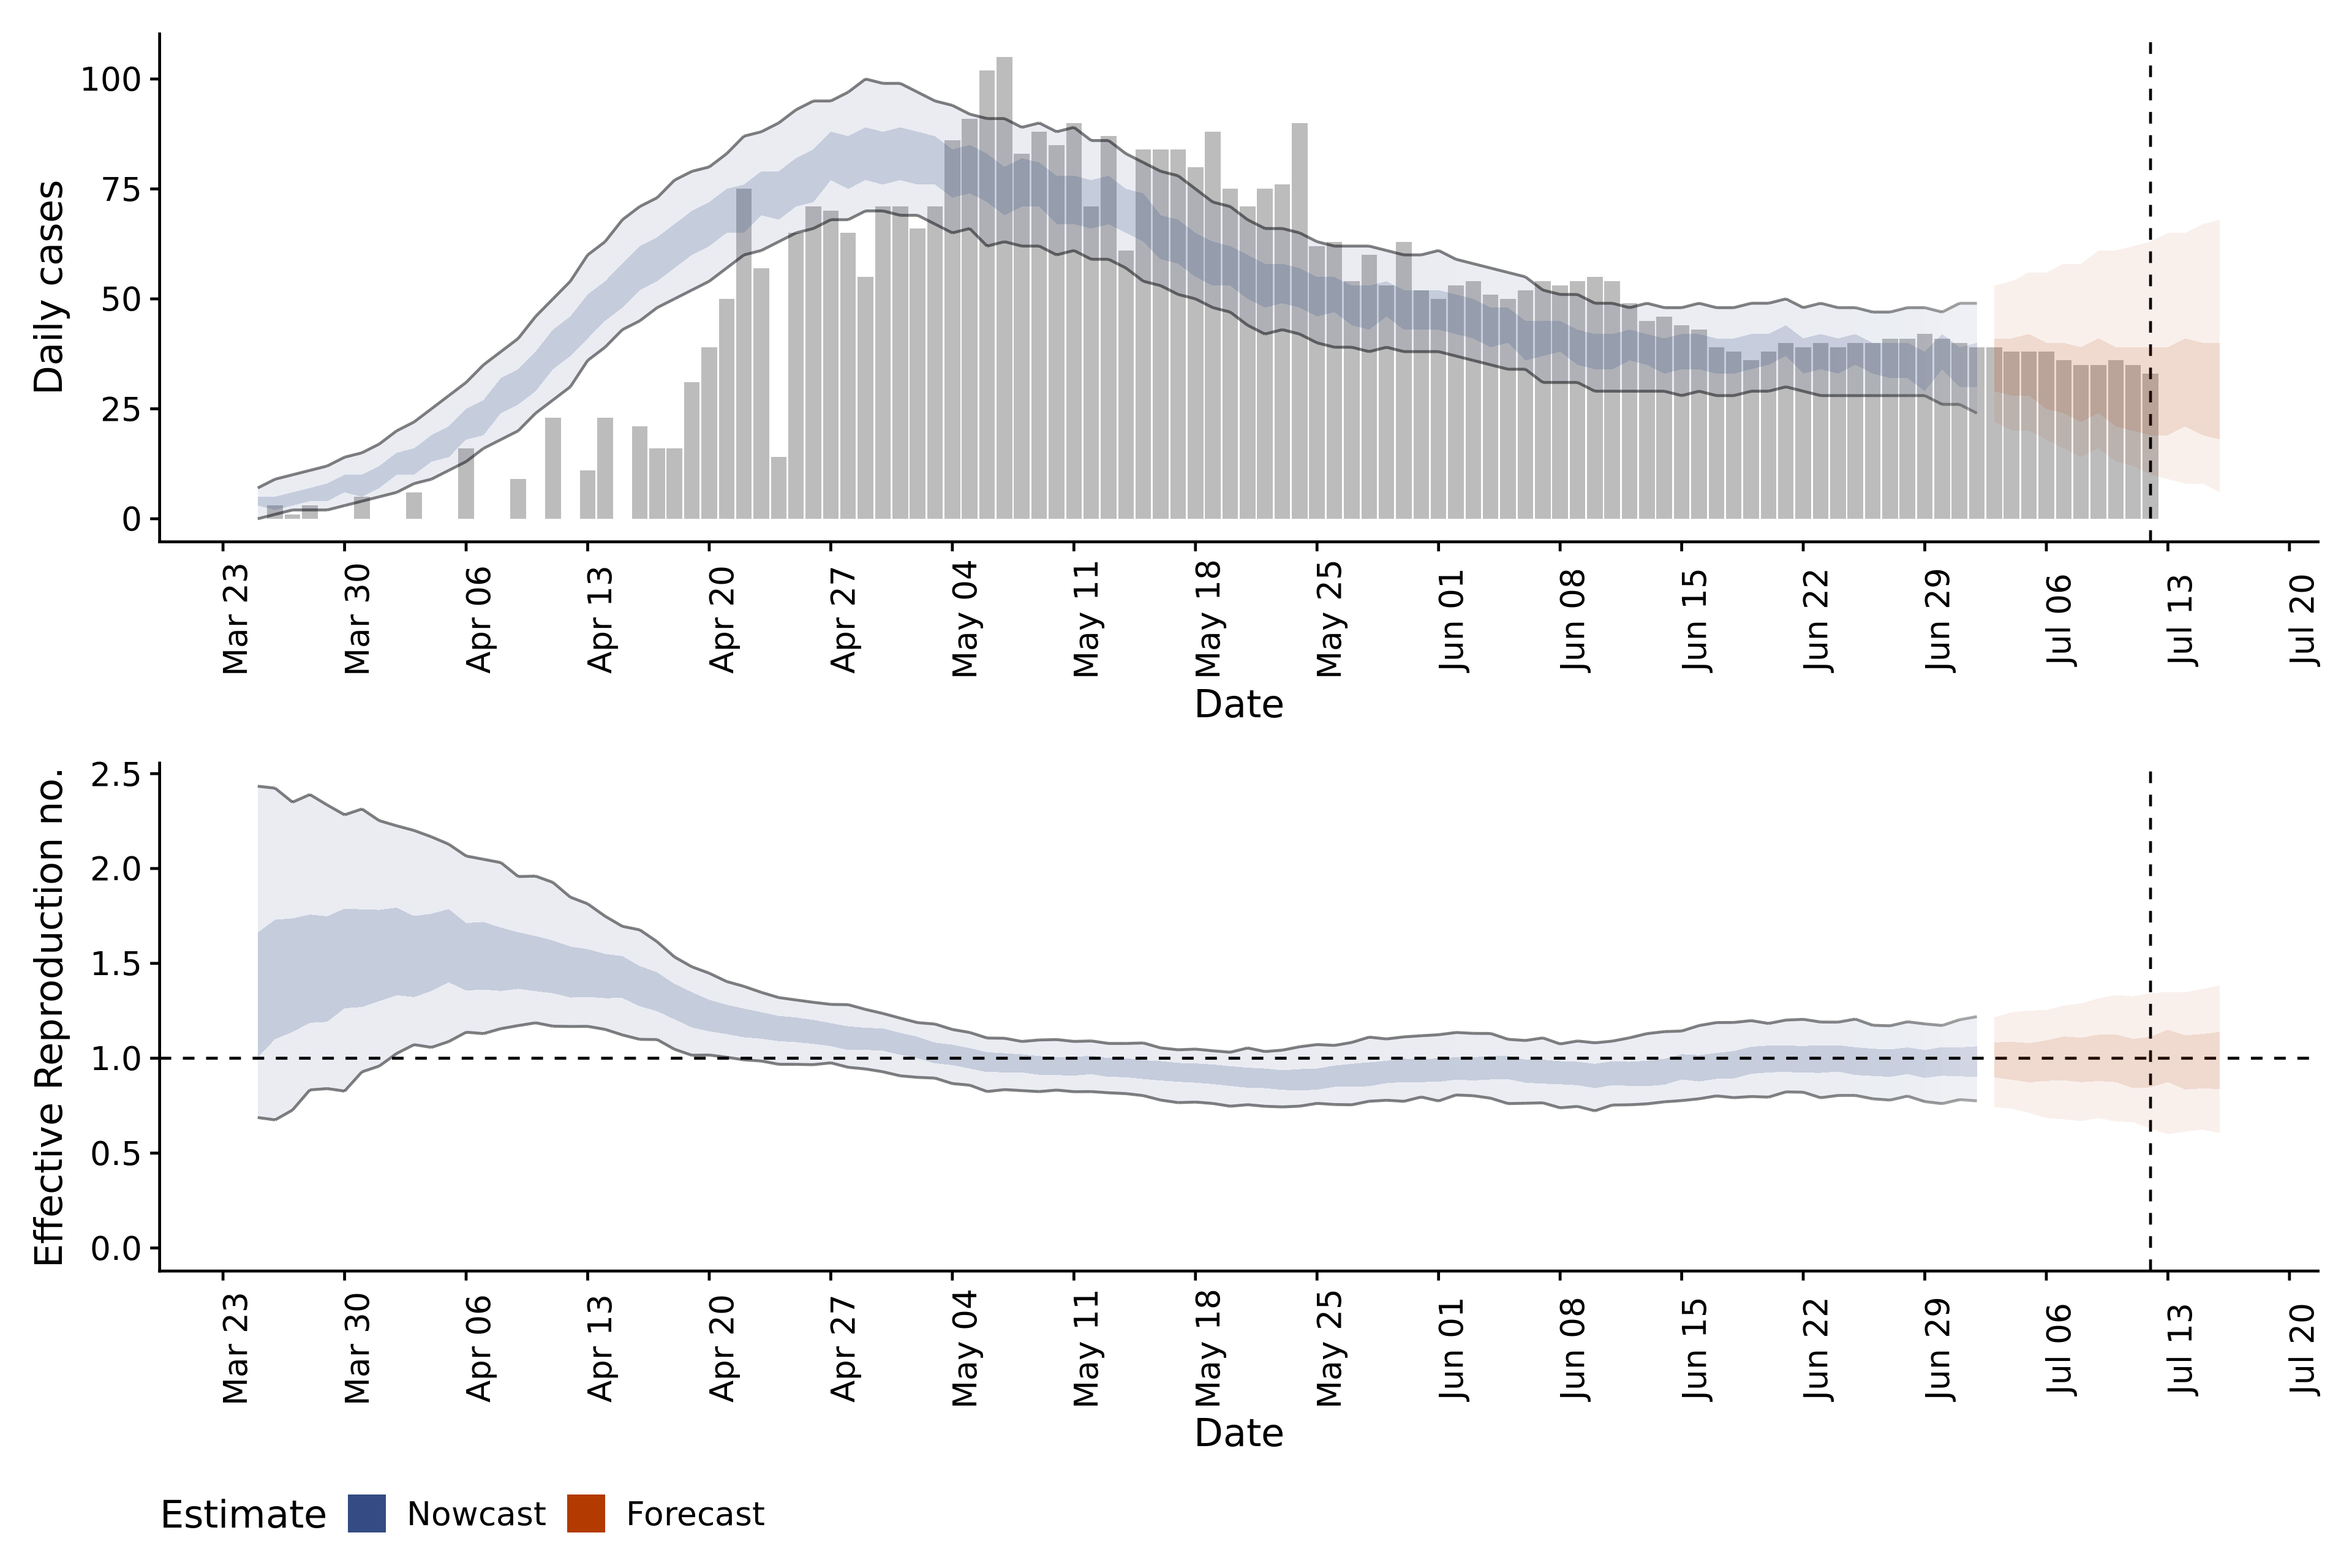 Daily cases
100
75
50
25
0
Mar 23
Mar 30
Apr 06
Apr 13
Apr 20
Apr 27
May 04
May 11
May 18
May 25
Jun 01
Jun 08
Jun 15
Jun 22
Jun 29
Jul 06
Jul 13
Jul 20
Date
Effective Reproduction no.
2.5
2.0
1.5
1.0
0.5
0.0
Mar 23
Mar 30
Apr 06
Apr 13
Apr 20
Apr 27
May 04
May 11
May 18
May 25
Jun 01
Jun 08
Jun 15
Jun 22
Jun 29
Jul 06
Jul 13
Jul 20
Date
Estimate Nowcast Forecast